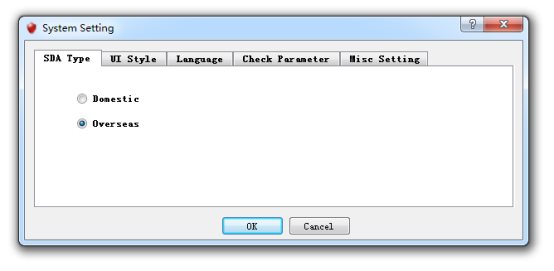 System Setting
SDA Type UI Style Language Check Parameter Misc Setting
Domestic
Overseas
OK Cancel